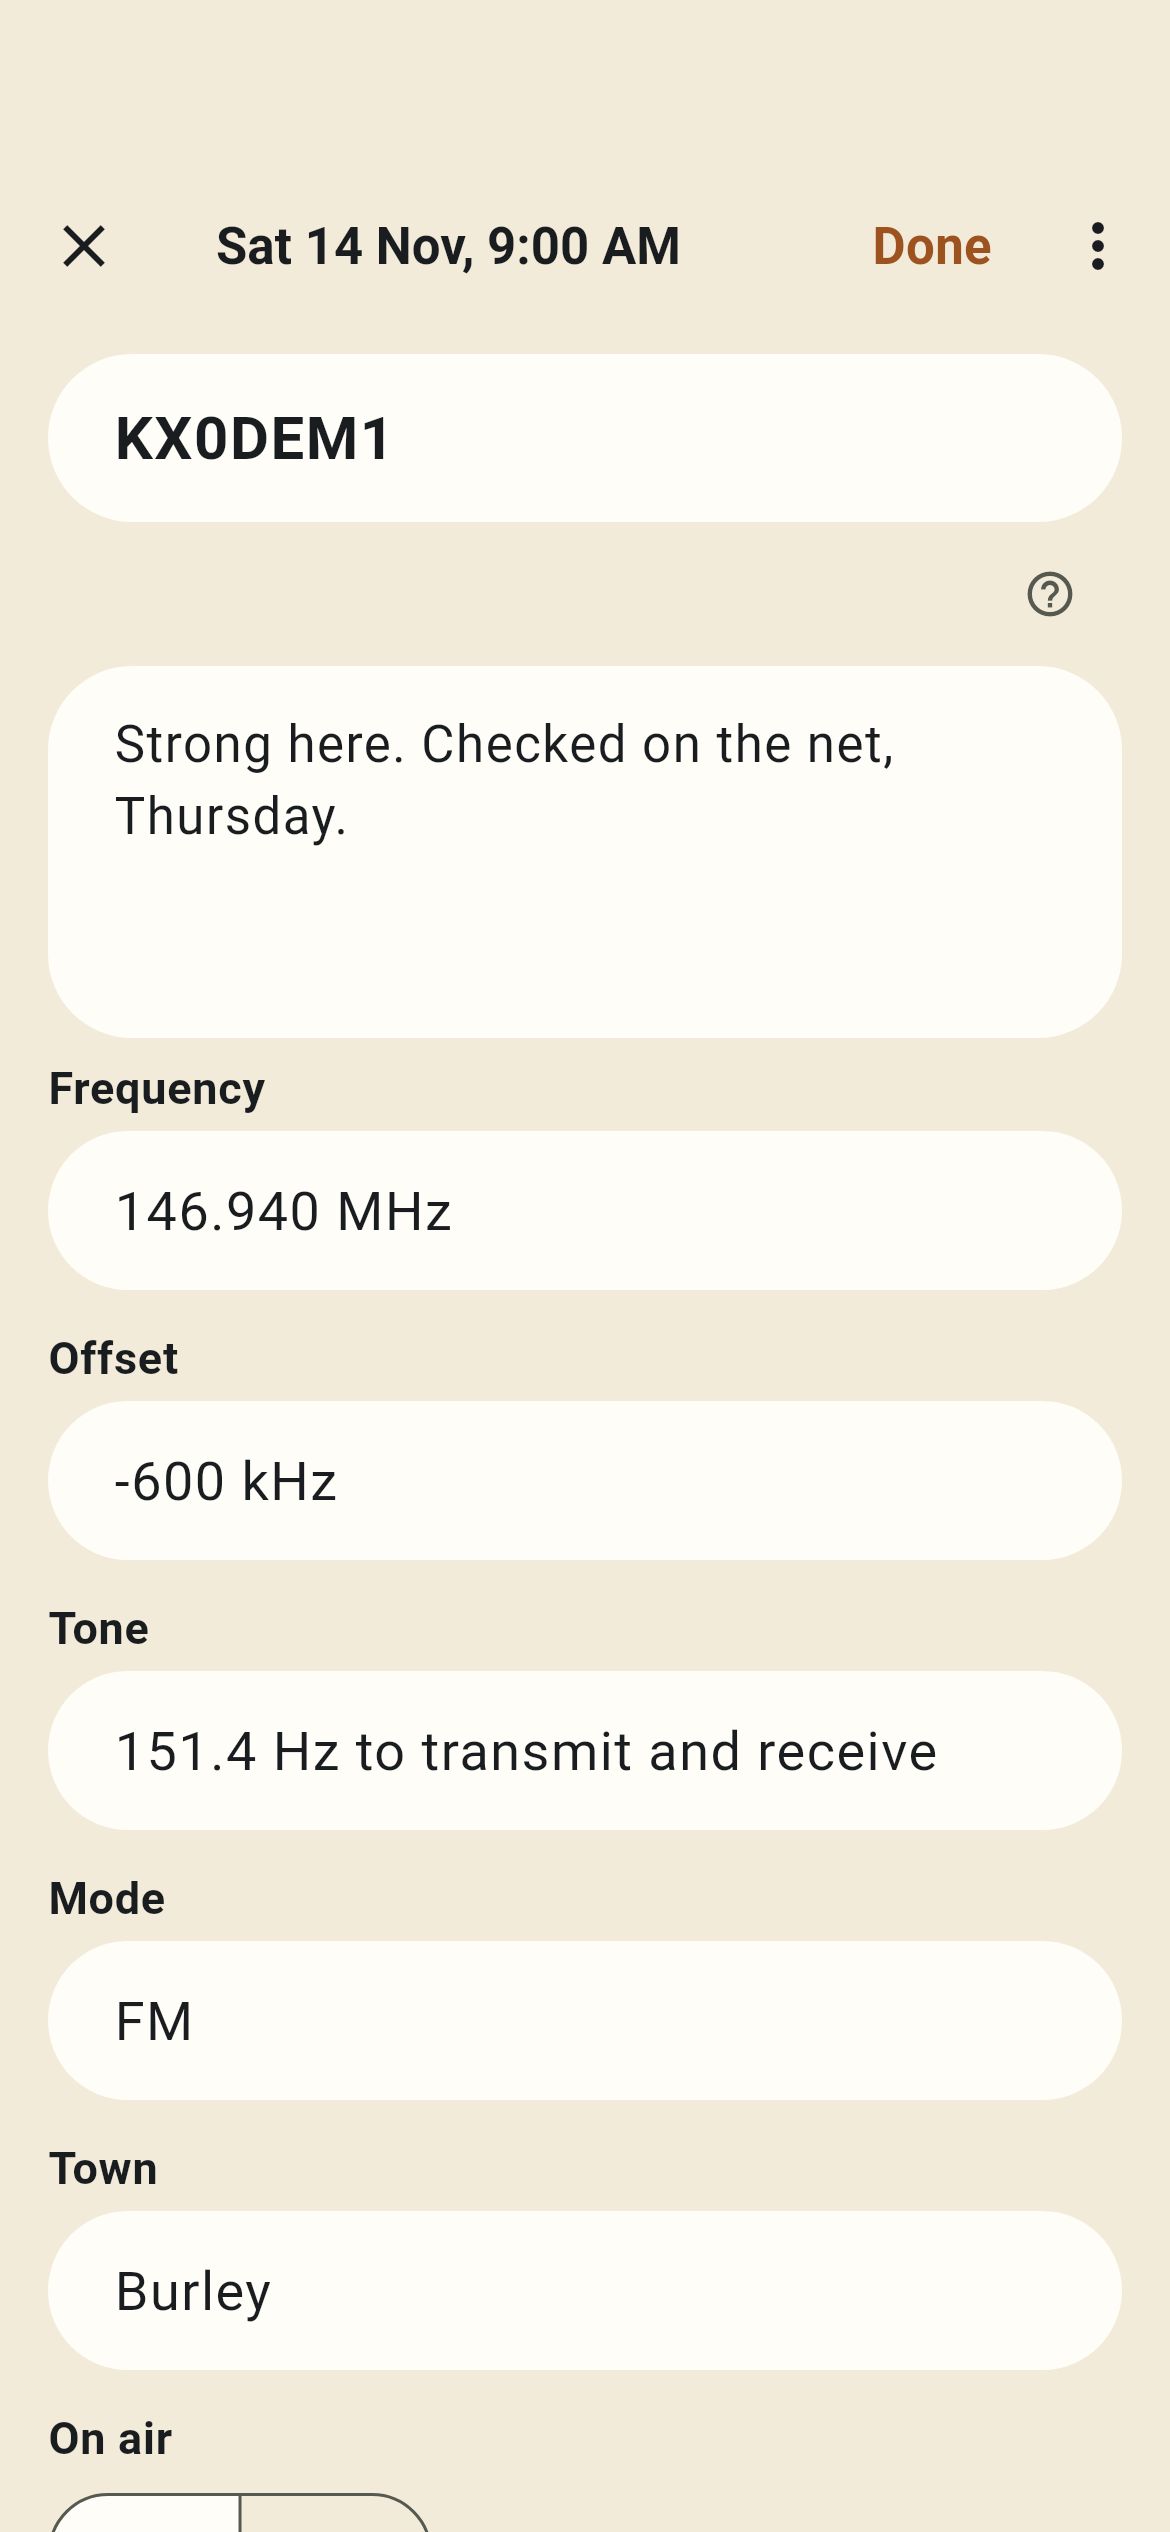 Sat 14 Nov, 9:00 AM
Done
KX0DEM1
Strong here. Checked on the net,
Thursday.
Frequency
146.940 MHz
Offset
-600 kHz
Tone
151.4 Hz to transmit and receive
Mode
FM
Town
Burley
On air